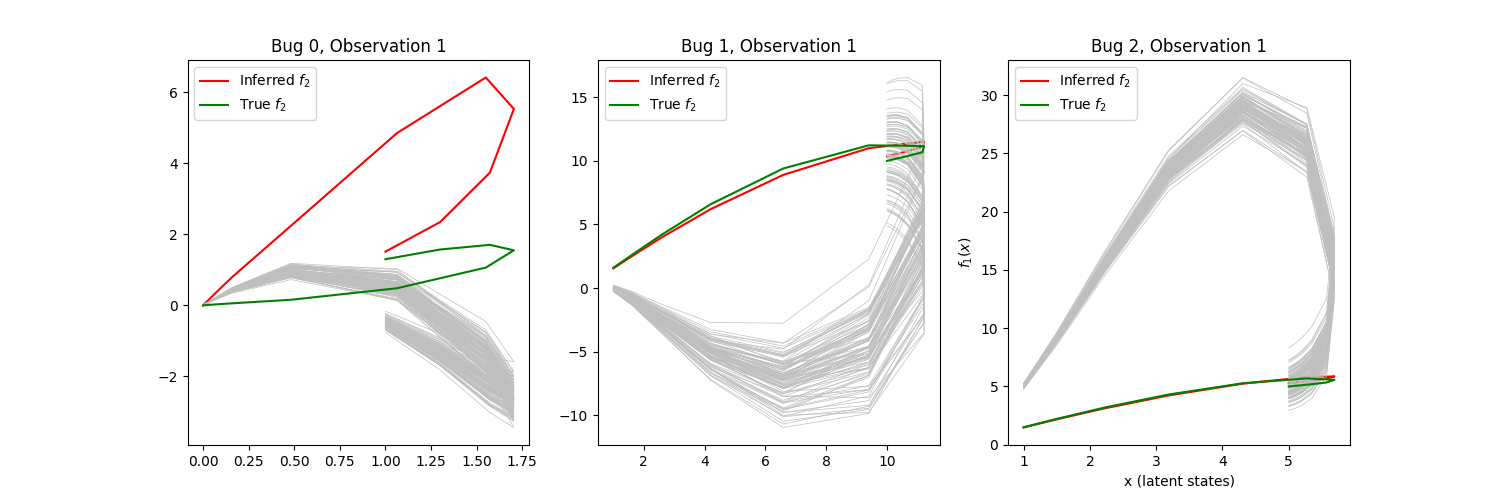 Bug 0, Observation 1
Inferred f₂
True f₂
6
4
2
0
−2
0.00 0.25 0.50 0.75 1.00 1.25 1.50 1.75
Bug 1, Observation 1
Inferred f₂
True f₂
15
10
5
0
−5
−10
2 4 6 8 10
Bug 2, Observation 1
Inferred f₂
True f₂
f₁(x)
30
25
20
15
10
5
0
1 2 3 4 5
x (latent states)